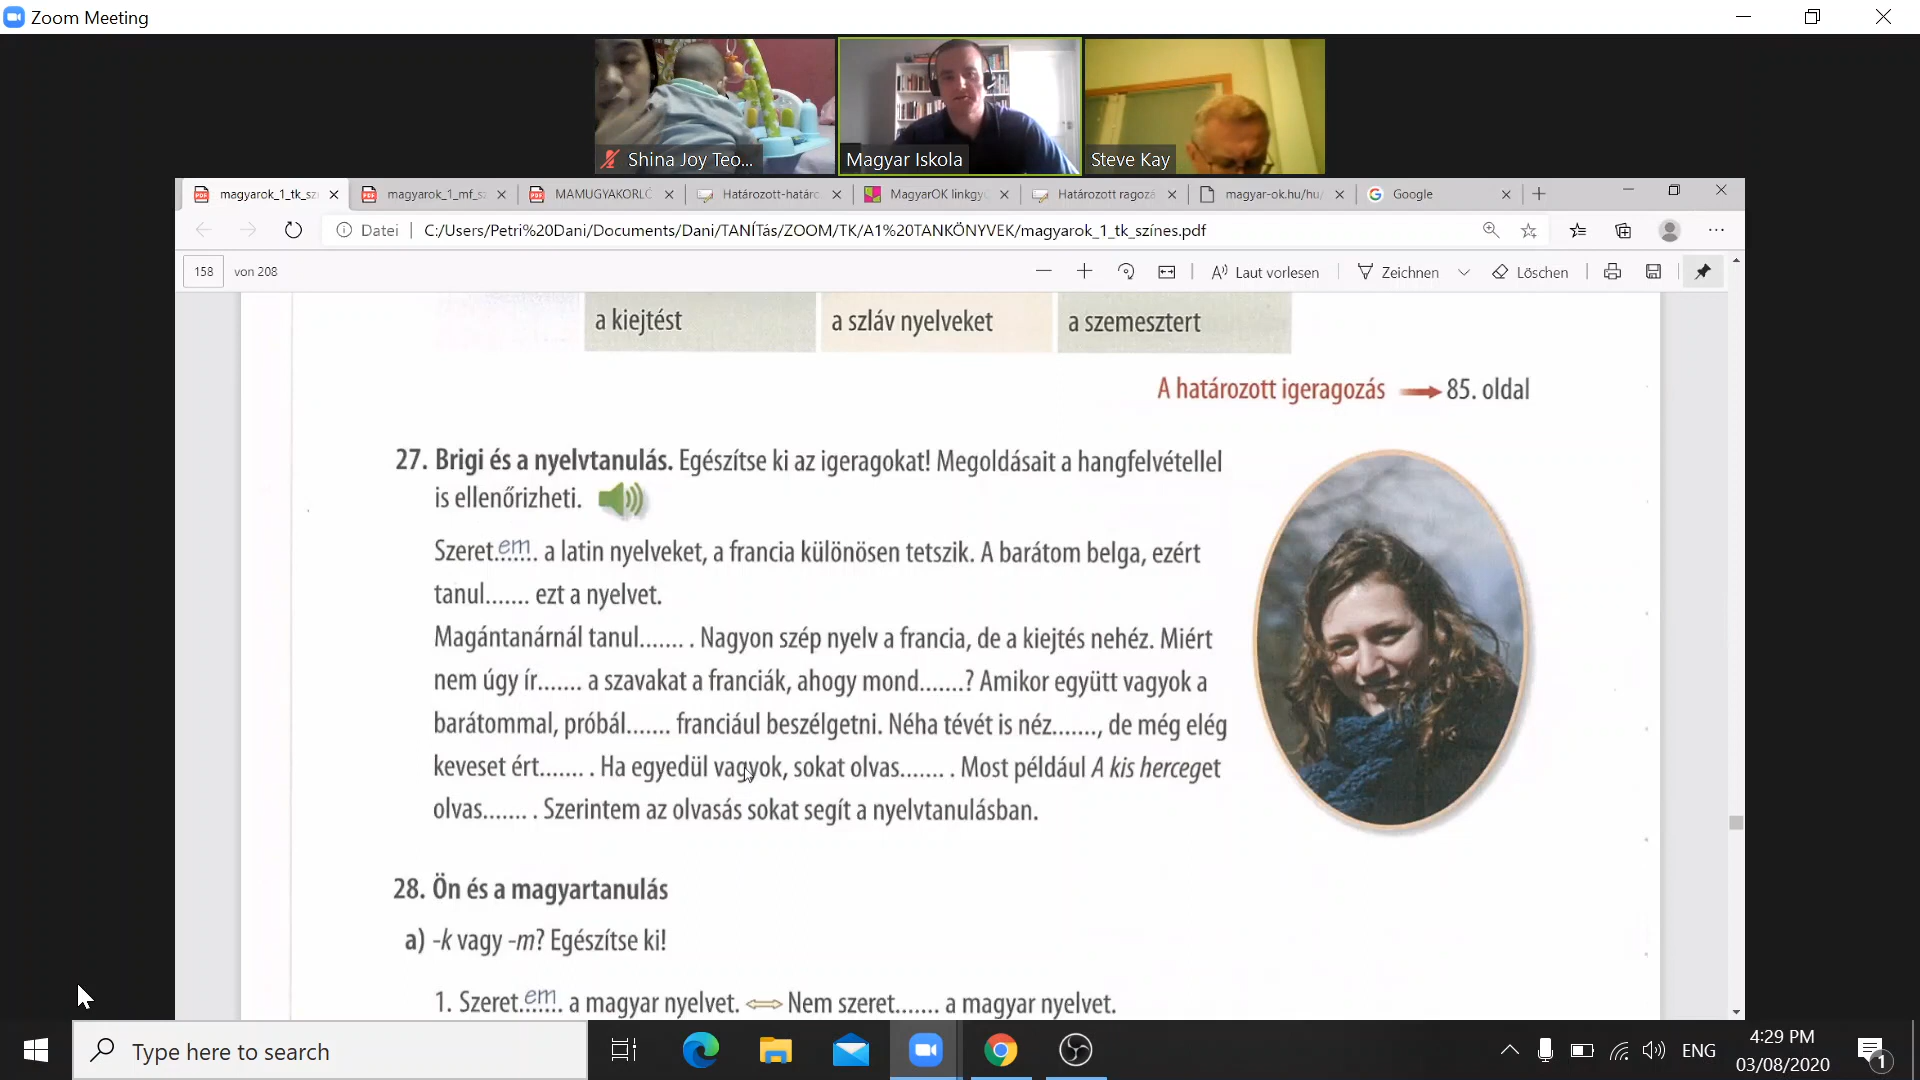 Zoom Meeting
Shina Joy Teo...
Magyar Iskola
Steve Kay
magyarok_1_tk_sz
magyarok_1_mf_s
MAMUGYAKORLÓ
Határozott-határo
MagyarOK linkgy
Határozott ragozá
magyar-ok.hu/hu/
Google
Datei
C:/Users/Petri%20Dani/Documents/Dani/TANÍTás/ZOOM/TK/A1%20TANKÖNYVEK/magyarok_1_tk_színes.pdf
158 von 208
Laut vorlesen
Zeichnen
Löschen
a kiejtést a szláv nyelveket a szemesztert
A határozott igeragozás 85. oldal
27. Brigi és a nyelvtanulás. Egészítse ki az igeragokat! Megoldásait a hangfelvétellel
is ellenőrizheti.
Szeret..em.. a latin nyelveket, a francia különösen tetszik. A barátom belga, ezért
tanul....... ezt a nyelvet.
Magántanárnál tanul....... . Nagyon szép nyelv a francia, de a kiejtés nehéz. Miért
nem úgy ír....... a szavakat a franciák, ahogy mond.......? Amikor együtt vagyok a
barátommal, próbál....... franciául beszélgetni. Néha tévét is néz......., de még elég
keveset ért....... . Ha egyedül vagyok, sokat olvas....... . Most például A kis herceget
olvas....... . Szerintem az olvasás sokat segít a nyelvtanulásban.
28. Ön és a magyartanulás
a) -k vagy -m? Egészítse ki!
1. Szeret..em.. a magyar nyelvet. Nem szeret....... a magyar nyelvet.
Type here to search
ENG
4:29 PM
03/08/2020
1